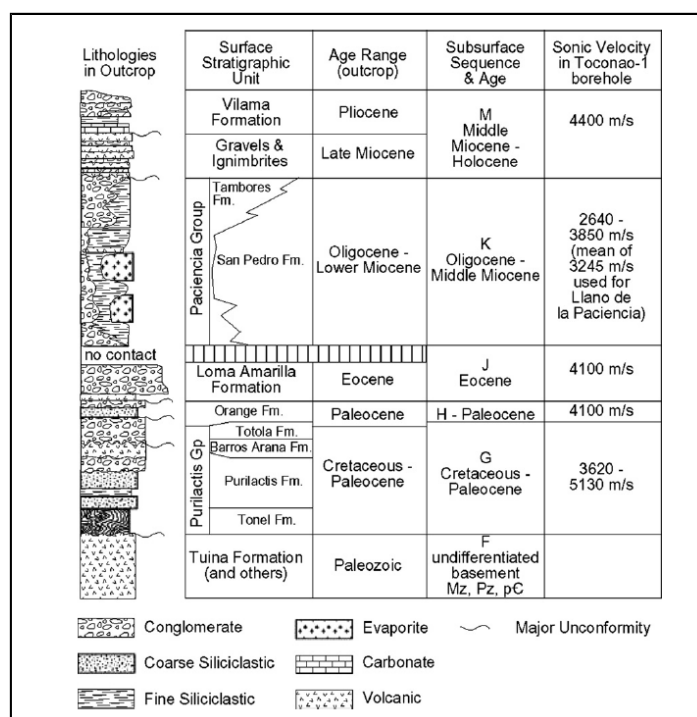 Lithologies
in Outcrop
Surface
Stratigraphic
Unit
Age Range
(outcrop)
Subsurface
Sequence
& Age
Sonic Velocity
in Toconao-1
borehole
Vilama
Formation
Pliocene
M
Middle
Miocene -
Holocene
4400 m/s
Gravels &
Ignimbrites
Late Miocene
Paciencia Group
Tambores
Fm.
San Pedro Fm.
Oligocene -
Lower Miocene
K
Oligocene -
Middle Miocene
2640 -
3850 m/s
(mean of
3245 m/s
used for
Llano de
la Paciencia)
no contact
Loma Amarilla
Formation
Eocene
J
Eocene
4100 m/s
Orange Fm.
Paleocene
H - Paleocene
4100 m/s
Purilactis Gp
Totola Fm.
Barros Arana Fm.
Purilactis Fm.
Tonel Fm.
Cretaceous -
Paleocene
G
Cretaceous -
Paleocene
3620 -
5130 m/s
Tuina Formation
(and others)
Paleozoic
F
undifferentiated
basement
Mz, Pz, p€
Conglomerate
Evaporite
Major Unconformity
Coarse Siliciclastic
Carbonate
Fine Siliciclastic
Volcanic